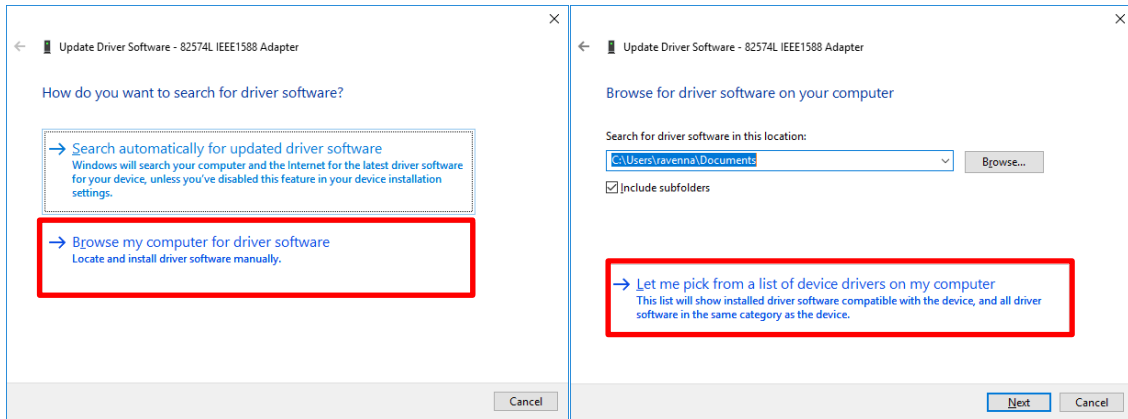 Update Driver Software - 82574L IEEE1588 Adapter
How do you want to search for driver software?
Search automatically for updated driver software
Windows will search your computer and the Internet for the latest driver software
for your device, unless you've disabled this feature in your device installation
settings.
Browse my computer for driver software
Locate and install driver software manually.
Cancel
Update Driver Software - 82574L IEEE1588 Adapter
Browse for driver software on your computer
Search for driver software in this location:
C:\Users\ravenna\Documents
Browse...
Include subfolders
Let me pick from a list of device drivers on my computer
This list will show installed driver software compatible with the device, and all driver
software in the same category as the device.
Next
Cancel